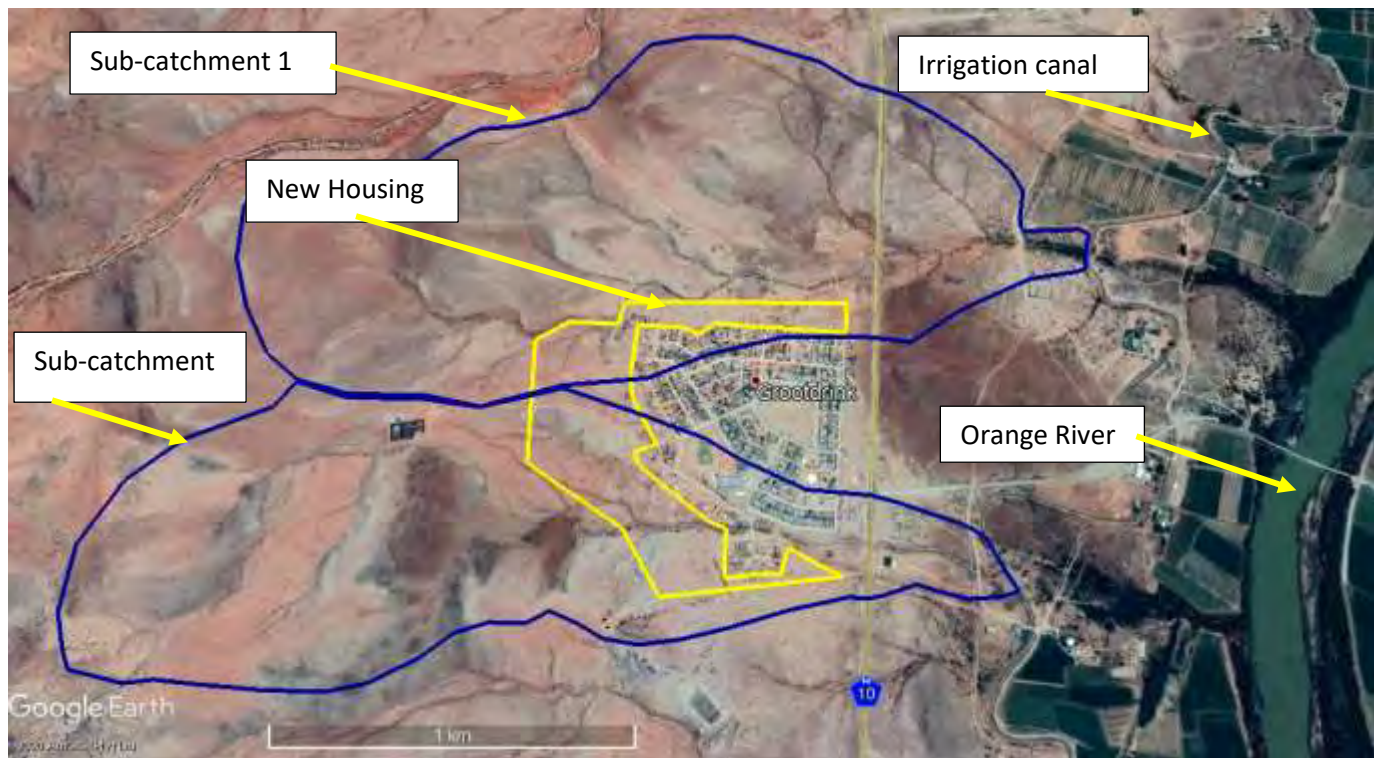 Sub-catchment 1
Irrigation canal
New Housing
Sub-catchment
Grootdrink
Orange River
N
10
Google Earth
1 km